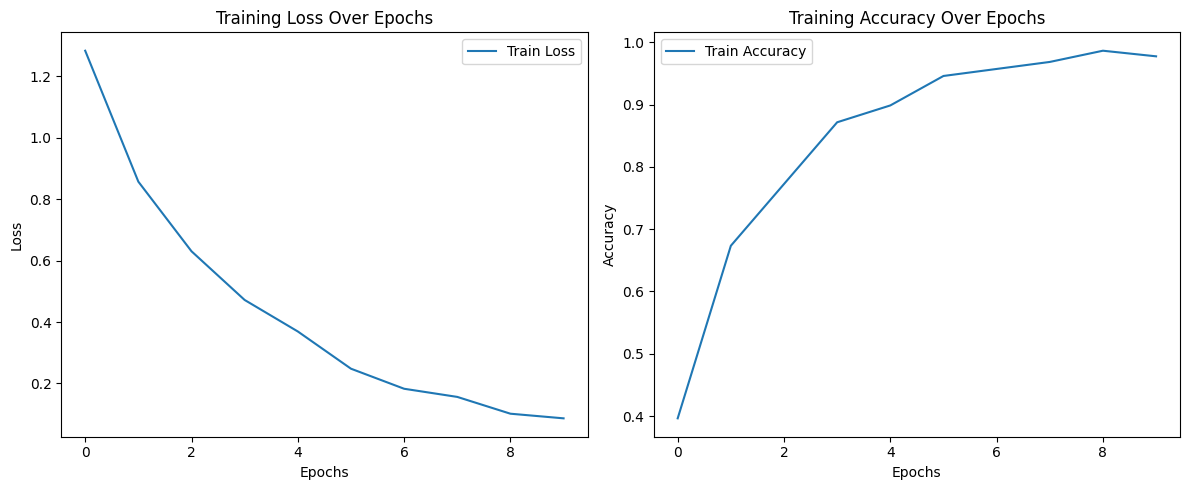 Training Loss Over Epochs
Train Loss
1.2
1.0
0.8
0.6
0.4
0.2
Loss
0 2 4 6 8
Epochs
Training Accuracy Over Epochs
Train Accuracy
1.0
0.9
0.8
0.7
0.6
0.5
0.4
Accuracy
0 2 4 6 8
Epochs